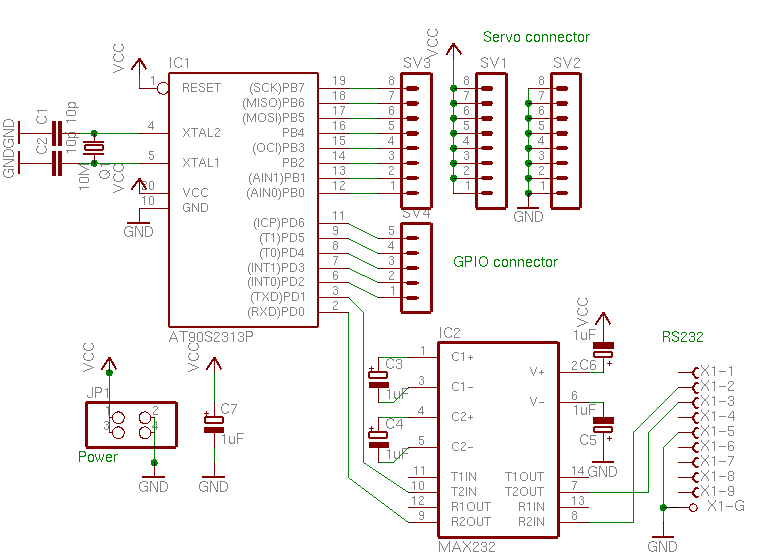 Servo connector
VCC
VCC
IC1
SV3
SV1
SV2
1
RESET
(SCK)PB7
19
8
8
8
(MISO)PB6
18
7
7
7
(MOSI)PB5
17
6
6
6
GND
C1
10p
4
XTAL2
PB4
16
5
5
5
(OCI)PB3
15
4
4
4
GND
C2
10p
5
XTAL1
PB2
14
3
3
3
10M
Q1
VCC
(AIN1)PB1
13
2
2
2
20
VCC
(AIN0)PB0
12
1
1
1
10
GND
SV4
GND
GND
(ICP)PD6
11
(T1)PD5
9
5
(T0)PD4
8
4
(INT1)PD3
7
3
GPIO connector
(INT0)PD2
6
2
(TXD)PD1
3
1
(RXD)PD0
2
AT90S2313P
VCC
IC2
1uF
RS232
VCC
VCC
1
C1+
C3
V+
2
C6
X1-1
JP1
3
C1-
1uF
X1-2
V-
6
1uF
X1-3
1
2
C7
4
C2+
X1-4
3
4
C4
X1-5
1uF
5
C2-
1uF
C5
X1-6
Power
X1-7
GND
GND
11
T1IN
T1OUT
14
GND
X1-8
10
T2IN
T2OUT
7
X1-9
12
R1OUT
R1IN
13
X1-G
9
R2OUT
R2IN
8
MAX232
GND